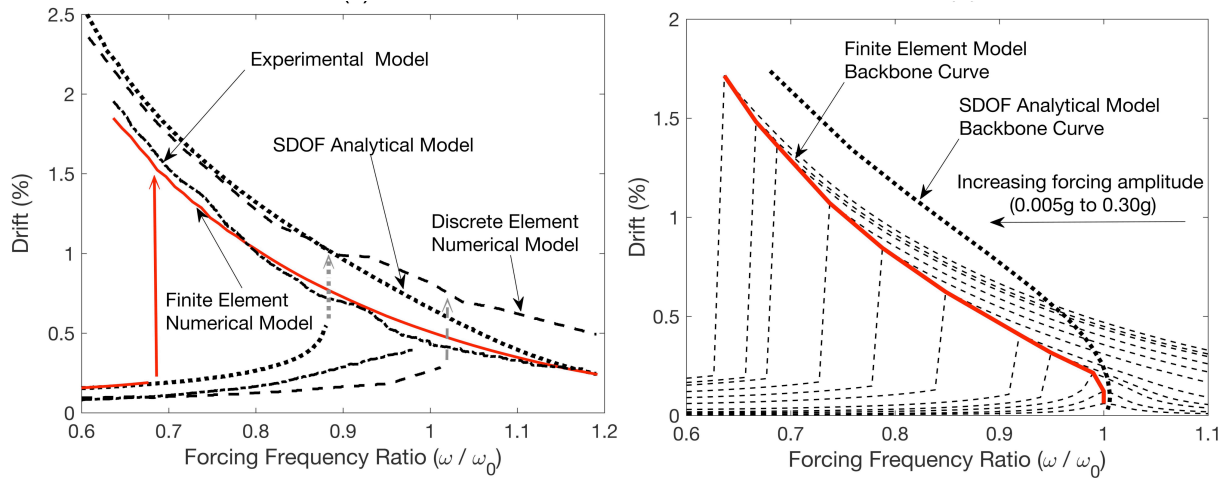 2.5
2
1.5
1
0.5
0
0.6
0.7
0.8
0.9
1
1.1
1.2
Drift (%)
Forcing Frequency Ratio (ω / ω0)
Experimental Model
SDOF Analytical Model
Discrete Element
Numerical Model
Finite Element
Numerical Model
2
1.5
1
0.5
0
0.6
0.7
0.8
0.9
1
1.1
Drift (%)
Forcing Frequency Ratio (ω / ω0)
Finite Element Model
Backbone Curve
SDOF Analytical Model
Backbone Curve
Increasing forcing amplitude
(0.005g to 0.30g)